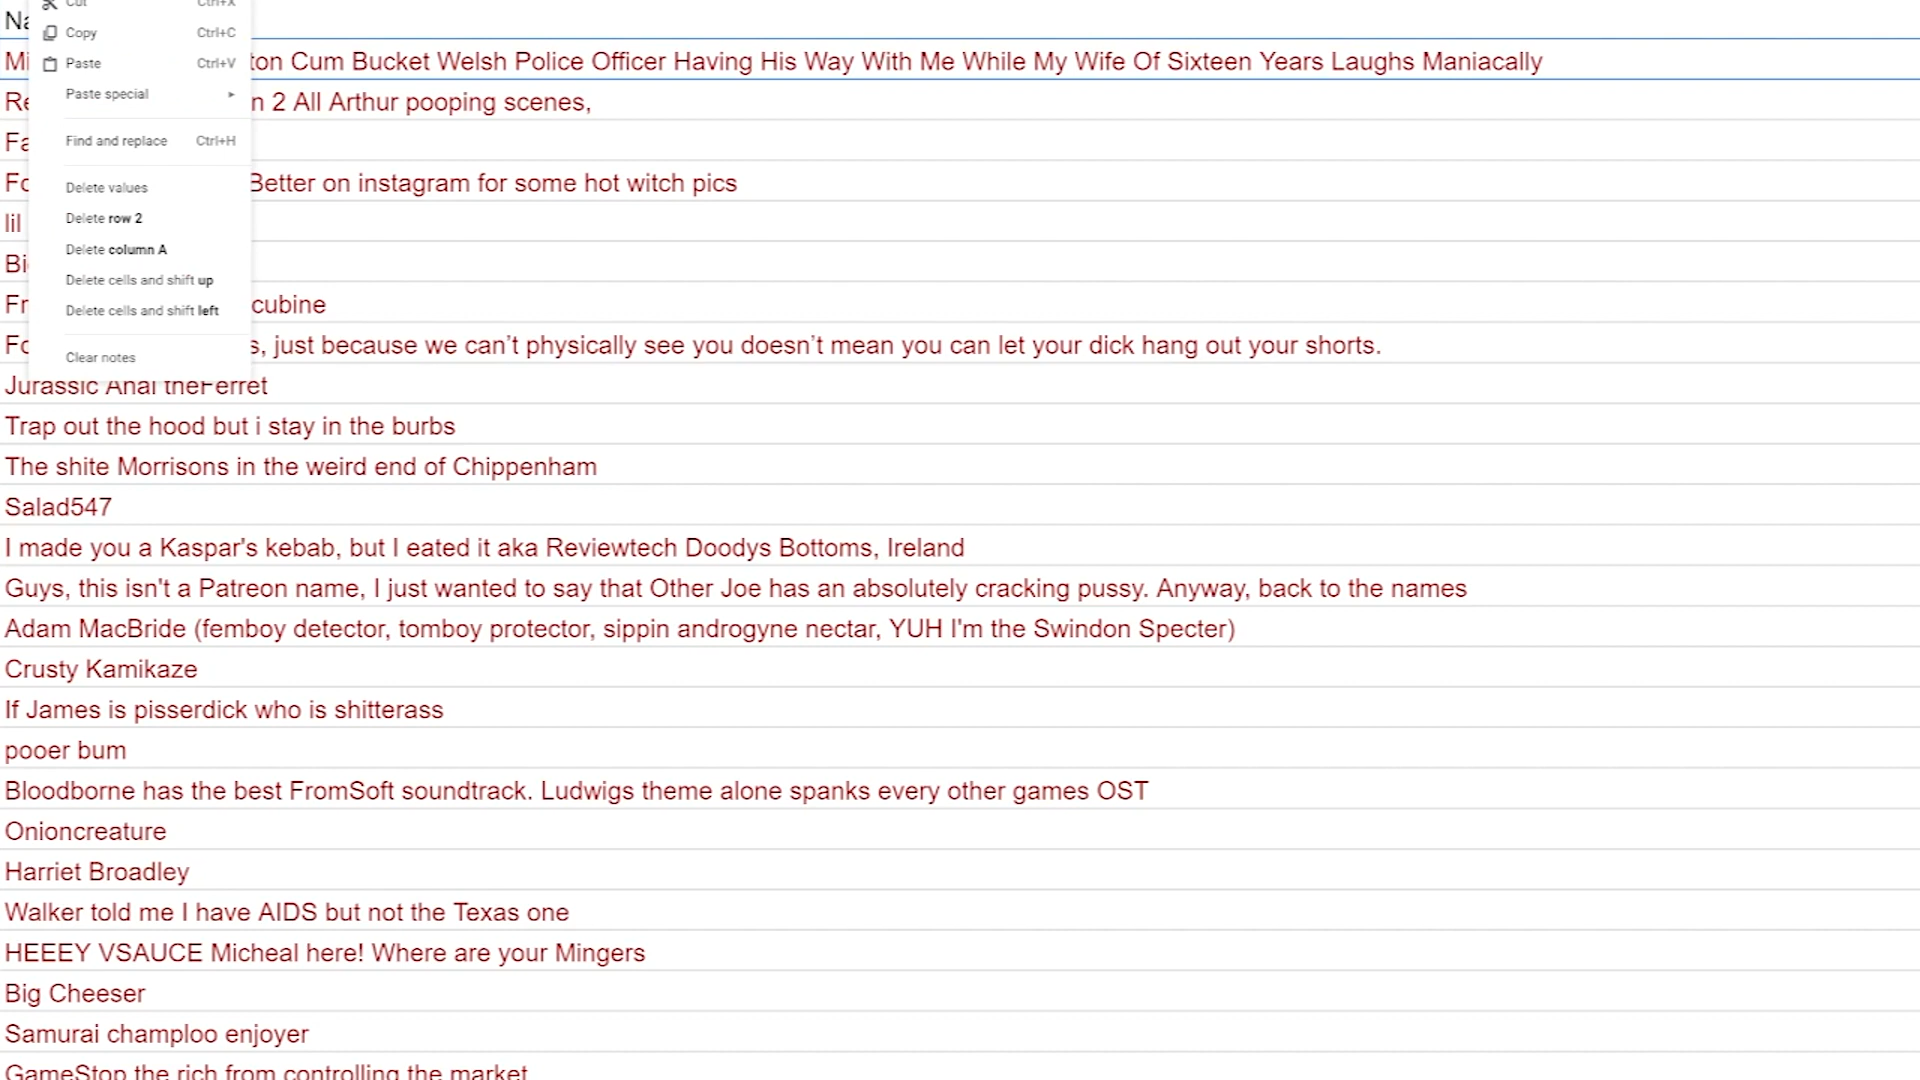 Na
Cut Ctrl+X
Copy Ctrl+C
Mi ton Cum Bucket Welsh Police Officer Having His Way With Me While My Wife Of Sixteen Years Laughs Maniacally
Paste Ctrl+V
Paste special
Re n 2 All Arthur pooping scenes,
Find and replace Ctrl+H
Fa
Fo Better on instagram for some hot witch pics
Delete values
Delete row 2
lil
Delete column A
Bi
Delete cells and shift up
Fr cubine
Delete cells and shift left
Fo s, just because we can’t physically see you doesn’t mean you can let your dick hang out your shorts.
Clear notes
Jurassic Anal theFerret
Trap out the hood but i stay in the burbs
The shite Morrisons in the weird end of Chippenham
Salad547
I made you a Kaspar's kebab, but I eated it aka Reviewtech Doodys Bottoms, Ireland
Guys, this isn't a Patreon name, I just wanted to say that Other Joe has an absolutely cracking pussy. Anyway, back to the names
Adam MacBride (femboy detector, tomboy protector, sippin androgyne nectar, YUH I'm the Swindon Specter)
Crusty Kamikaze
If James is pisserdick who is shitterass
pooer bum
Bloodborne has the best FromSoft soundtrack. Ludwigs theme alone spanks every other games OST
Onioncreature
Harriet Broadley
Walker told me I have AIDS but not the Texas one
HEEEY VSAUCE Micheal here! Where are your Mingers
Big Cheeser
Samurai champloo enjoyer
GameStop the rich from controlling the market